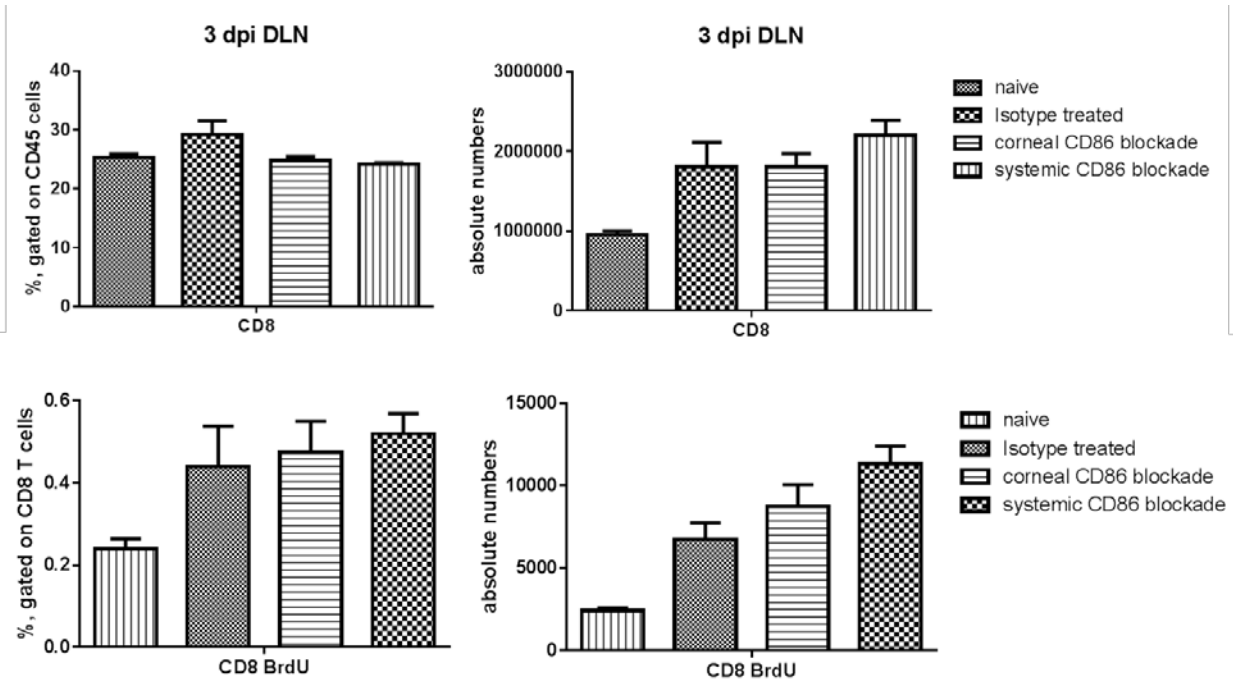 3 dpi DLN
%, gated on CD45 cells
40
30
20
10
0
CD8
3 dpi DLN
absolute numbers
3000000
2000000
1000000
0
CD8
naive
Isotype treated
corneal CD86 blockade
systemic CD86 blockade
%, gated on CD8 T cells
0.6
0.4
0.2
0.0
CD8 BrdU
absolute numbers
15000
10000
5000
0
CD8 BrdU
naive
Isotype treated
corneal CD86 blockade
systemic CD86 blockade